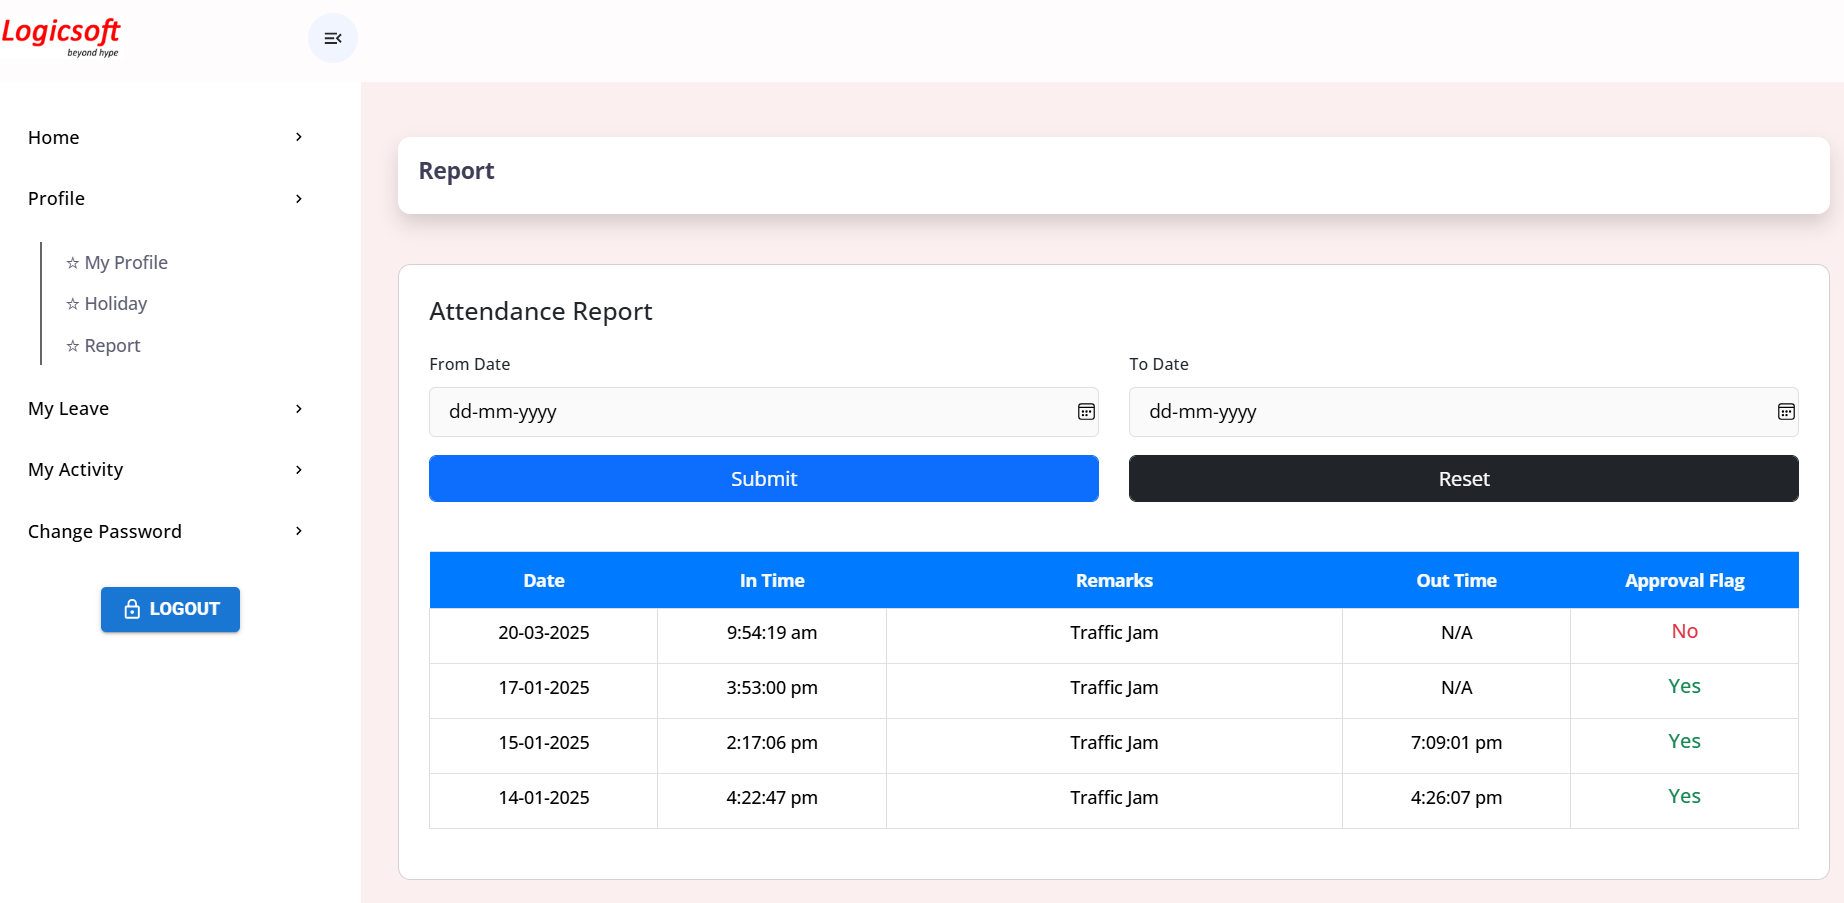 Logicsoft
beyond hype
Home
Profile
☆ My Profile
☆ Holiday
☆ Report
My Leave
My Activity
Change Password
LOGOUT
Report
Attendance Report
From Date To Date
dd-mm-yyyy dd-mm-yyyy
Submit Reset
Date In Time Remarks Out Time Approval Flag
20-03-2025 9:54:19 am Traffic Jam N/A No
17-01-2025 3:53:00 pm Traffic Jam N/A Yes
15-01-2025 2:17:06 pm Traffic Jam 7:09:01 pm Yes
14-01-2025 4:22:47 pm Traffic Jam 4:26:07 pm Yes